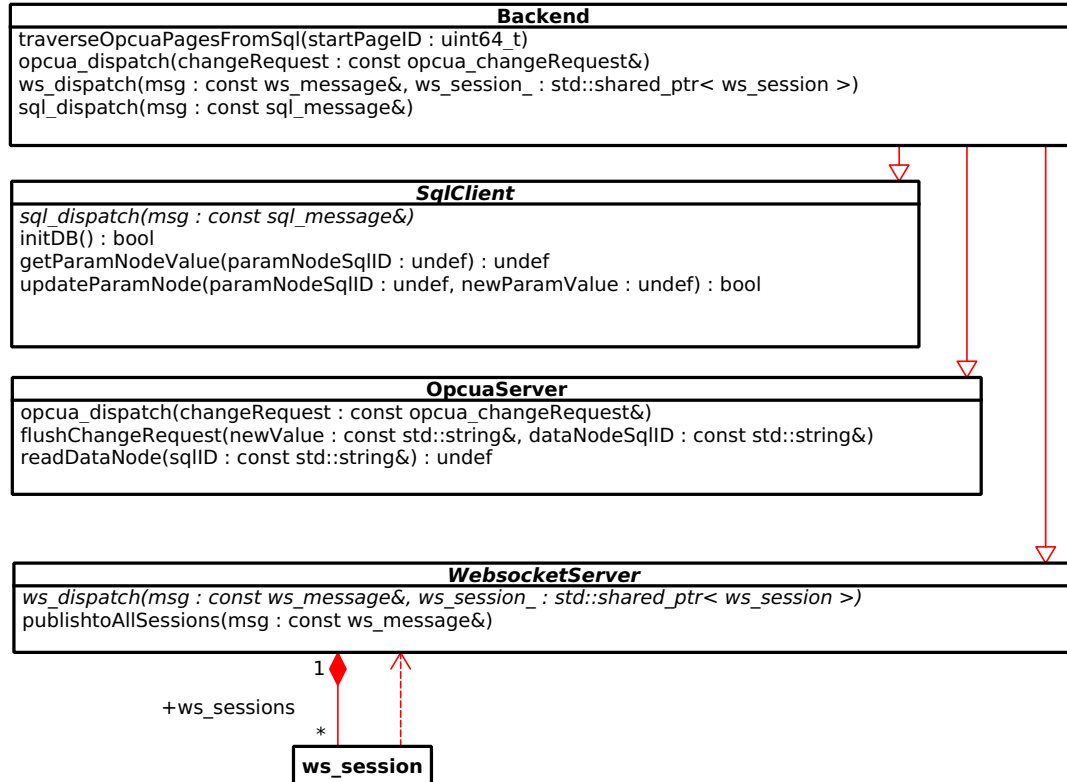 Backend
traverseOpcuaPagesFromSql(startPageID : uint64_t)
opcua_dispatch(changeRequest : const opcua_changeRequest&)
ws_dispatch(msg : const ws_message&, ws_session_ : std::shared_ptr< ws_session >)
sql_dispatch(msg : const sql_message&)
SqlClient
sql_dispatch(msg : const sql_message&)
initDB() : bool
getParamNodeValue(paramNodeSqlID : undef) : undef
updateParamNode(paramNodeSqlID : undef, newParamValue : undef) : bool
OpcuaServer
opcua_dispatch(changeRequest : const opcua_changeRequest&)
flushChangeRequest(newValue : const std::string&, dataNodeSqlID : const std::string&)
readDataNode(sqlID : const std::string&) : undef
WebsocketServer
ws_dispatch(msg : const ws_message&, ws_session_ : std::shared_ptr< ws_session >)
publishtoAllSessions(msg : const ws_message&)
1
+ws_sessions
*
ws_session